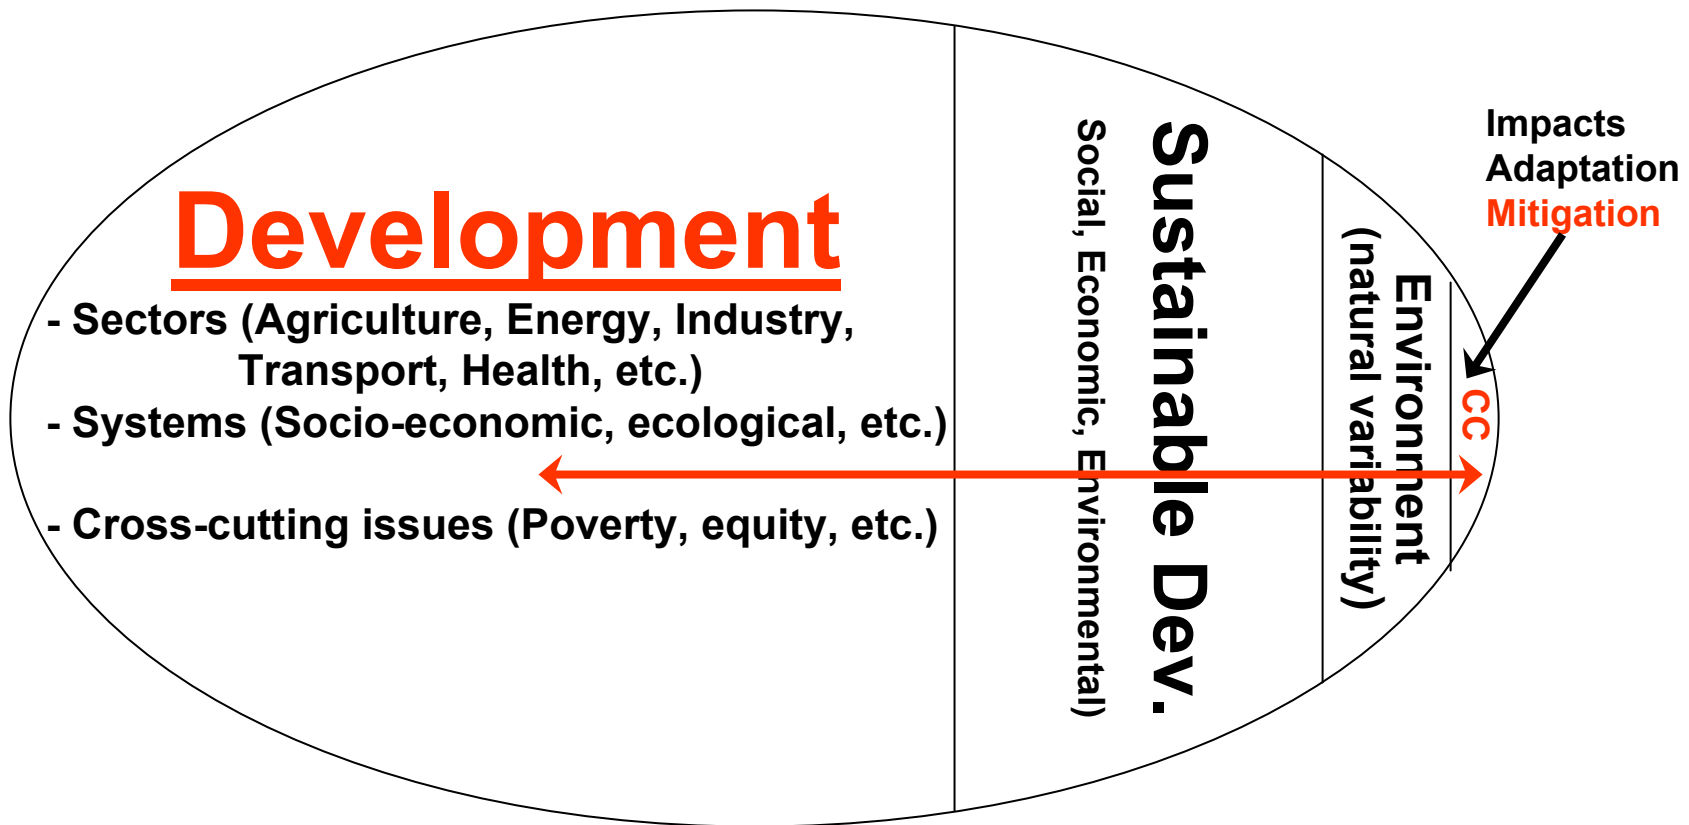 Development
- Sectors (Agriculture, Energy, Industry,
Transport, Health, etc.)
- Systems (Socio-economic, ecological, etc.)
- Cross-cutting issues (Poverty, equity, etc.)
Sustainable Dev.
Social, Economic, Environmental)
Environment
(natural variability)
CC
Impacts
Adaptation
Mitigation